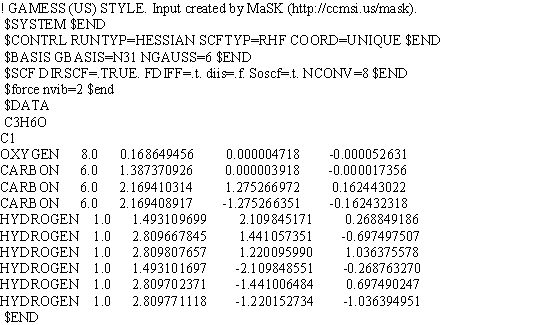 ! GAMESS (US) STYLE. Input created by MaSK (http://ccmsi.us/mask).
$SYSTEM $END
$CONTRL RUNTYP=HESSIAN SCFTYP=RHF COORD=UNIQUE $END
$BASIS GBASIS=N31 NGAUSS=6 $END
$SCF DIRSCF=.TRUE. FDIFF=.t. diis=.f. Soscf=.t. NCONV=8 $END
$force nvib=2 $end
$DATA
C3H6O
C1
OXYGEN 8.0 0.168649456 0.000004718 -0.000052631
CARBON 6.0 1.387370926 0.000003918 -0.000017356
CARBON 6.0 2.169410314 1.275266972 0.162443022
CARBON 6.0 2.169408917 -1.275266351 -0.162432318
HYDROGEN 1.0 1.493109699 2.109845171 0.268849186
HYDROGEN 1.0 2.809667845 1.441057351 -0.697497507
HYDROGEN 1.0 2.809807657 1.220095990 1.036375578
HYDROGEN 1.0 1.493101697 -2.109848551 -0.268763270
HYDROGEN 1.0 2.809702371 -1.441006484 0.697490247
HYDROGEN 1.0 2.809771118 -1.220152734 -1.036394951
$END